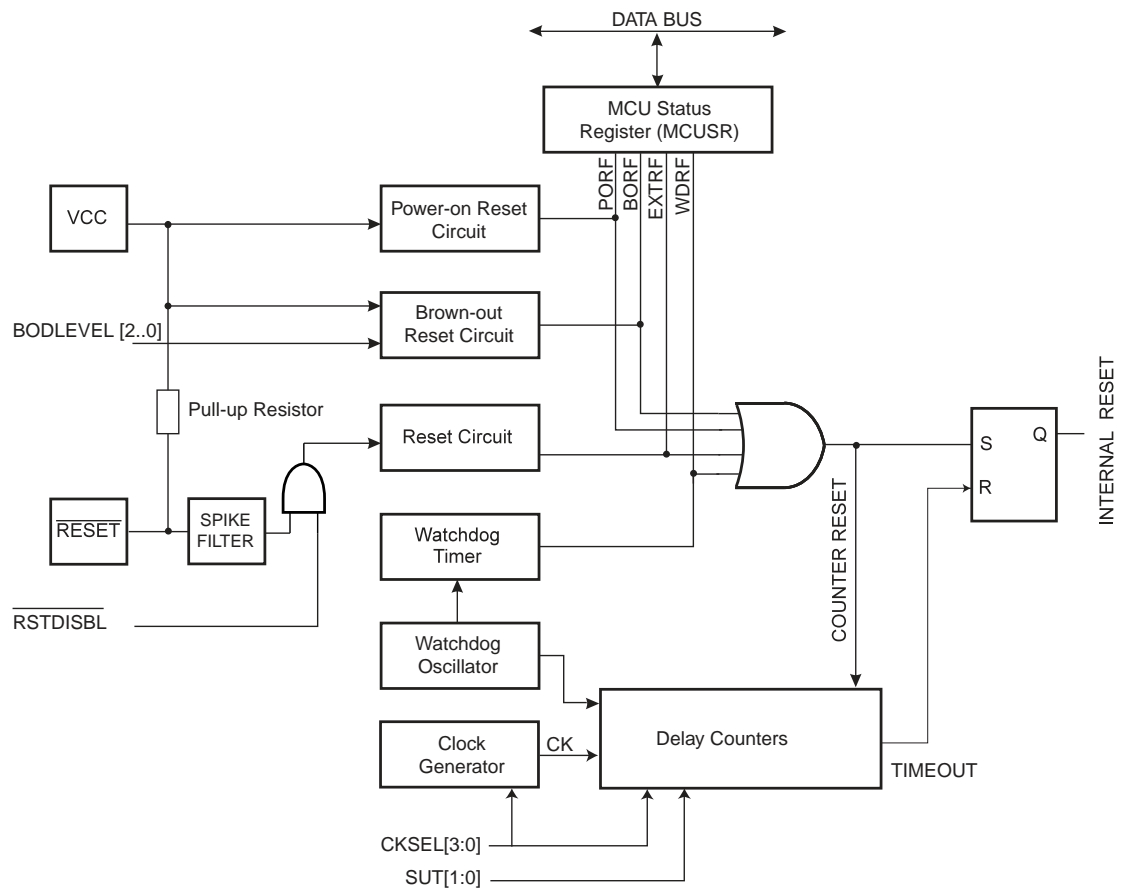 DATA BUS
MCU Status
Register (MCUSR)
PORF
BORF
EXTRF
WDRF
VCC
Power-on Reset
Circuit
BODLEVEL [2..0]
Brown-out
Reset Circuit
Pull-up Resistor
Reset Circuit
S
Q
R
INTERNAL RESET
RESET
SPIKE
FILTER
Watchdog
Timer
COUNTER RESET
RSTDISBL
Watchdog
Oscillator
Clock
Generator
CK
Delay Counters
TIMEOUT
CKSEL[3:0]
SUT[1:0]